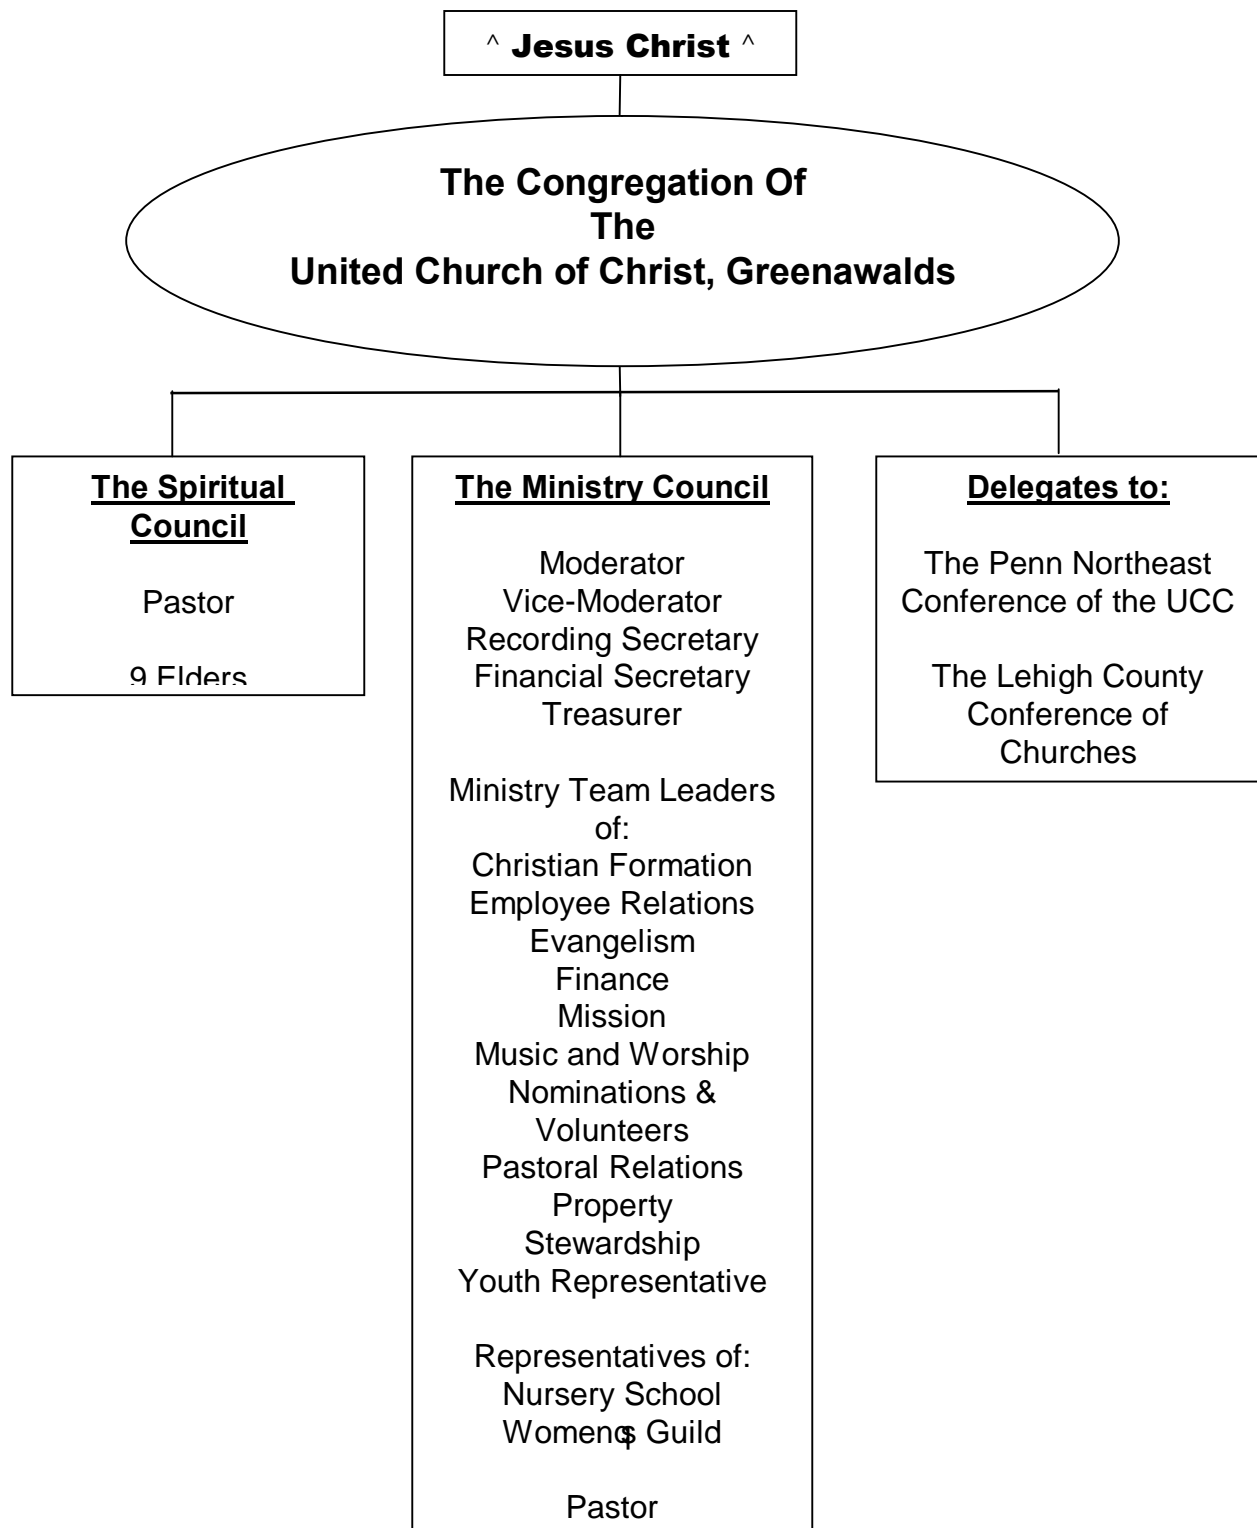 ^ Jesus Christ ^
The Congregation Of
The
United Church of Christ, Greenawalds
The Spiritual
Council
Pastor
9 Elders
The Ministry Council
Moderator
Vice-Moderator
Recording Secretary
Financial Secretary
Treasurer
Ministry Team Leaders
of:
Christian Formation
Employee Relations
Evangelism
Finance
Mission
Music and Worship
Nominations &
Volunteers
Pastoral Relations
Property
Stewardship
Youth Representative
Representatives of:
Nursery School
Guild
Pastor
Delegates to:
The Penn Northeast
Conference of the UCC
The Lehigh County
Conference of
Churches